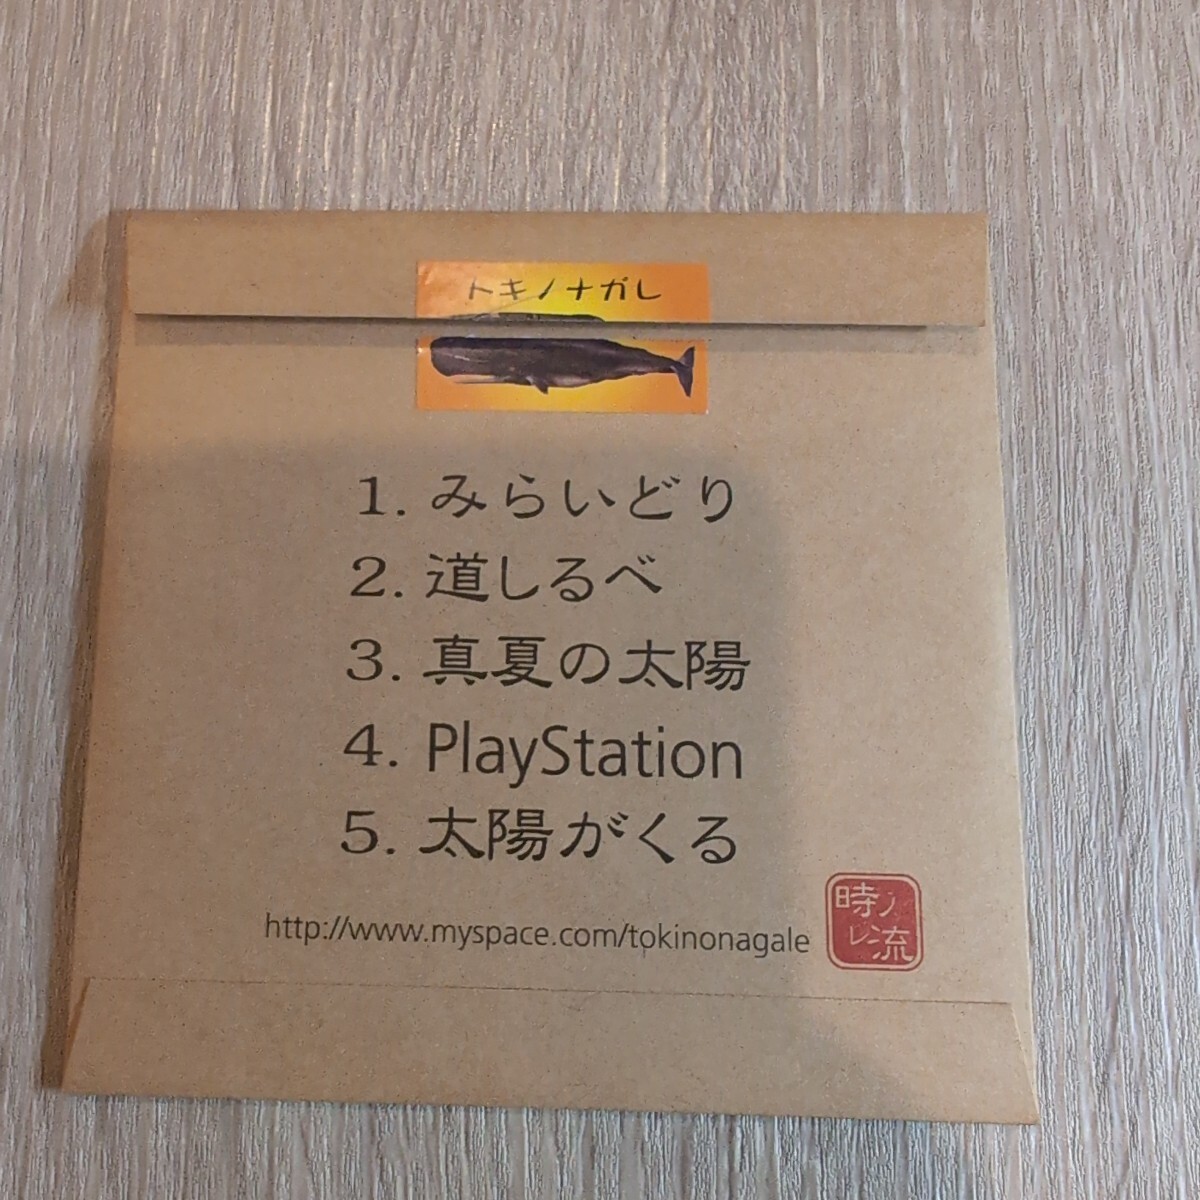 トキノナガレ
1. みらいどり
2. 道しるべ
3. 真夏の太陽
4. PlayStation
5. 太陽がくる
http://www.myspace.com/tokinonagale
時ノ
流レ